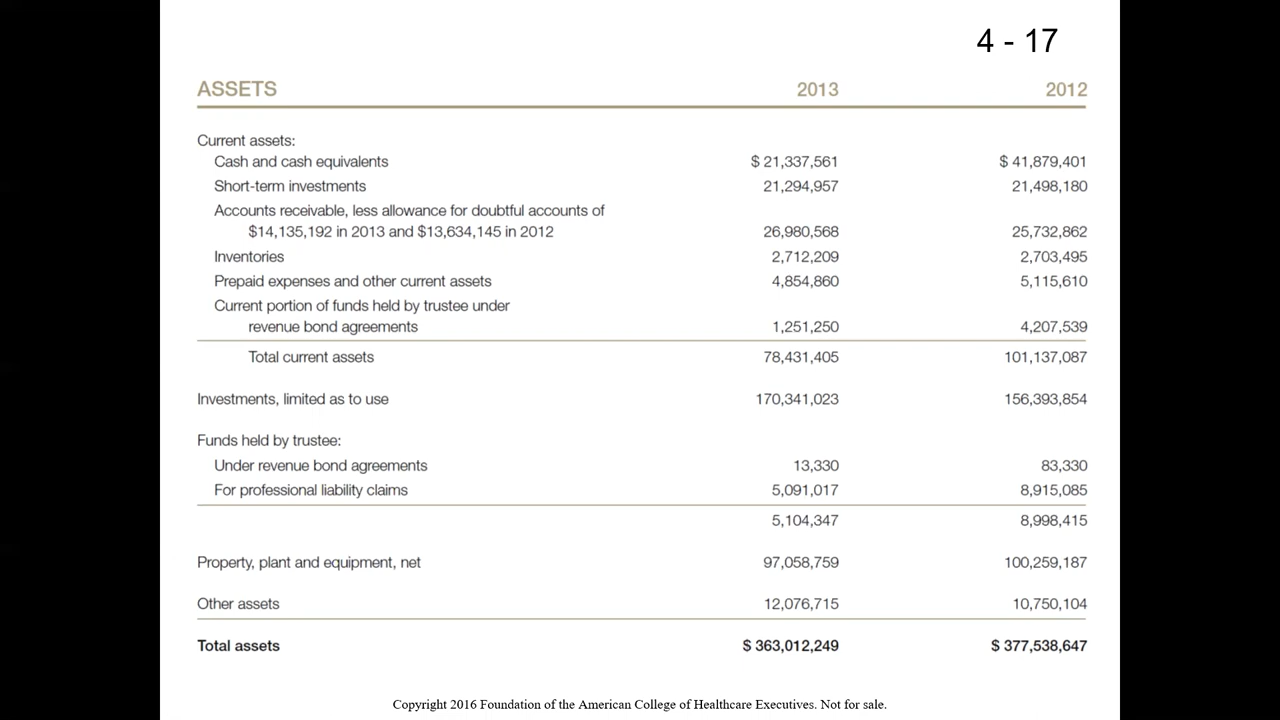 4 - 17
ASSETS 2013 2012
Current assets:
Cash and cash equivalents $ 21,337,561 $ 41,879,401
Short-term investments 21,294,957 21,498,180
Accounts receivable, less allowance for doubtful accounts of
$14,135,192 in 2013 and $13,634,145 in 2012 26,980,568 25,732,862
Inventories 2,712,209 2,703,495
Prepaid expenses and other current assets 4,854,860 5,115,610
Current portion of funds held by trustee under
revenue bond agreements 1,251,250 4,207,539
Total current assets 78,431,405 101,137,087
Investments, limited as to use 170,341,023 156,393,854
Funds held by trustee:
Under revenue bond agreements 13,330 83,330
For professional liability claims 5,091,017 8,915,085
5,104,347 8,998,415
Property, plant and equipment, net 97,058,759 100,259,187
Other assets 12,076,715 10,750,104
Total assets $ 363,012,249 $ 377,538,647
Copyright 2016 Foundation of the American College of Healthcare Executives. Not for sale.